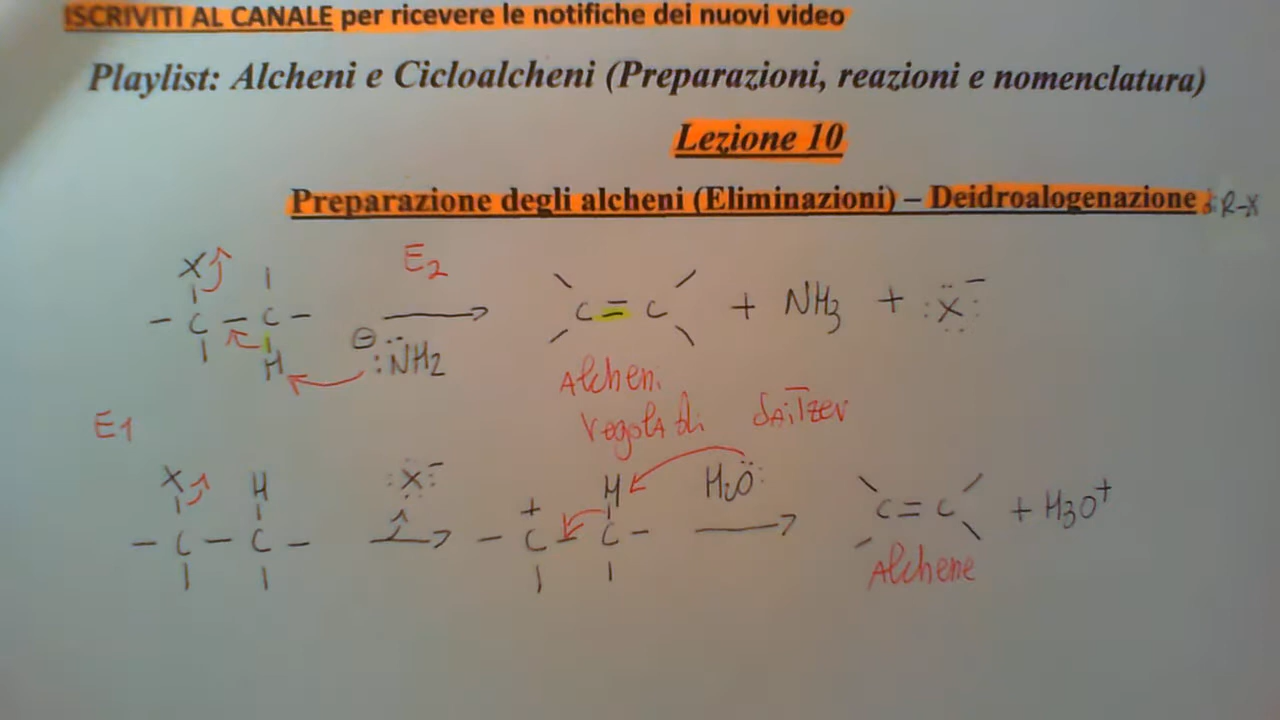 ISCRIVITI AL CANALE per ricevere le notifiche dei nuovi video
Playlist: Alcheni e Cicloalcheni (Preparazioni, reazioni e nomenclatura)
Lezione 10
Preparazione degli alcheni (Eliminazioni) – Deidroalogenazione R-X
X E2
- C - C - C = C + NH3 + :X:⁻
H ⊖:NH2
Alcheni
E1 Regola di Saitzev
X H :X:⁻ H H2O:
- C - C - - C⁺ - C - C = C + H3O⁺
Alchene